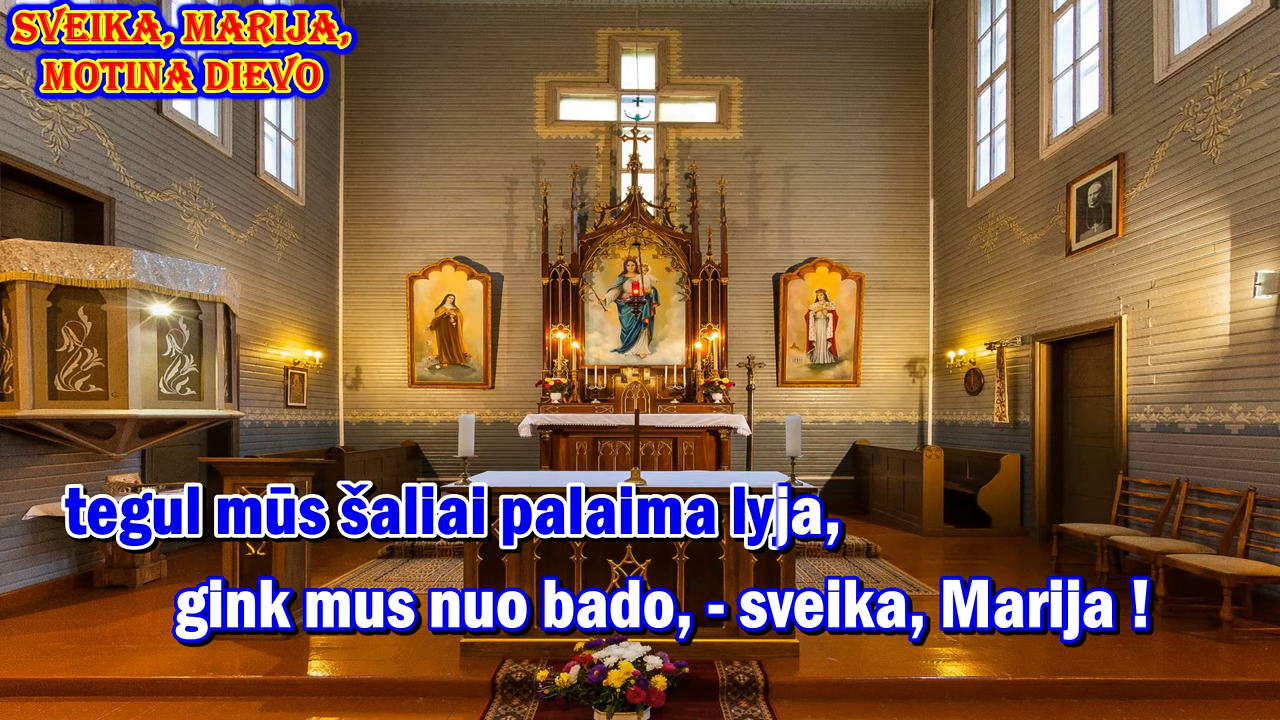 SVEIKA, MARIJA,
MOTINA DIEVO
tegul mūs šaliai palaima lyja,
gink mus nuo bado, - sveika, Marija !